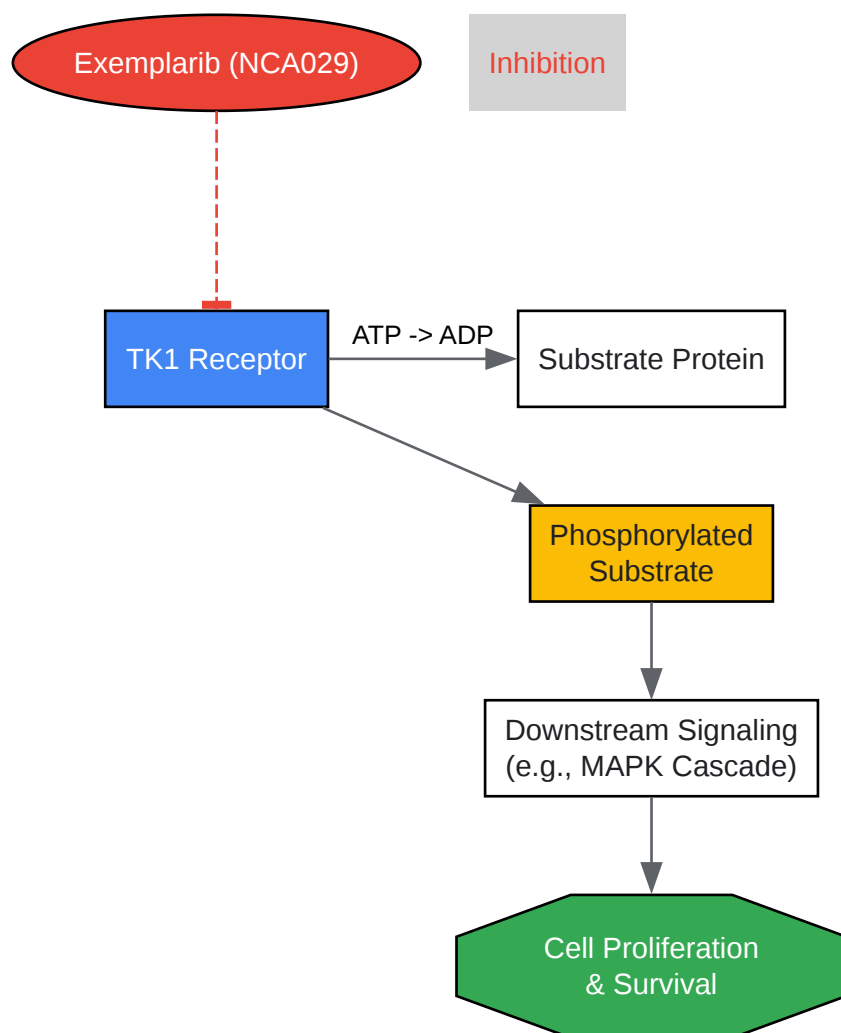 Exemplarib (NCA029)
Inhibition
TK1 Receptor
ATP -> ADP
Substrate Protein
Phosphorylated
Substrate
Downstream Signaling
(e.g., MAPK Cascade)
Cell Proliferation
& Survival